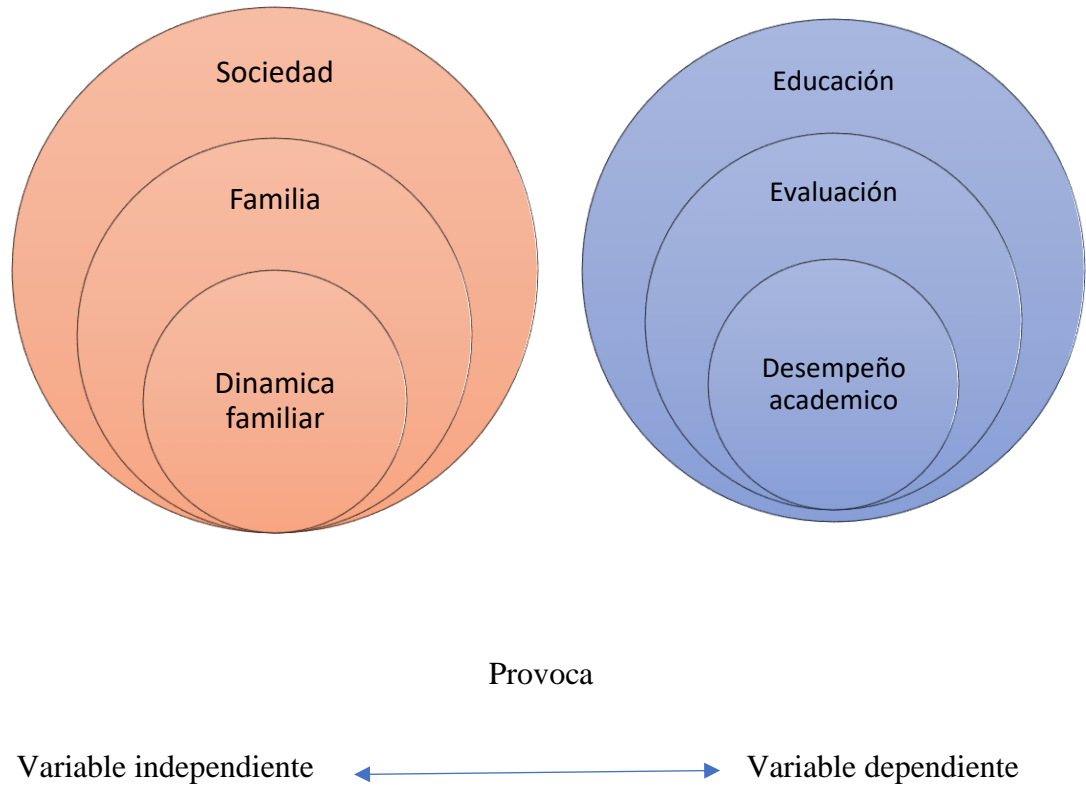 Sociedad
Familia
Dinamica
familiar
Educación
Evaluación
Desempeño
academico
Provoca
Variable independiente
Variable dependiente